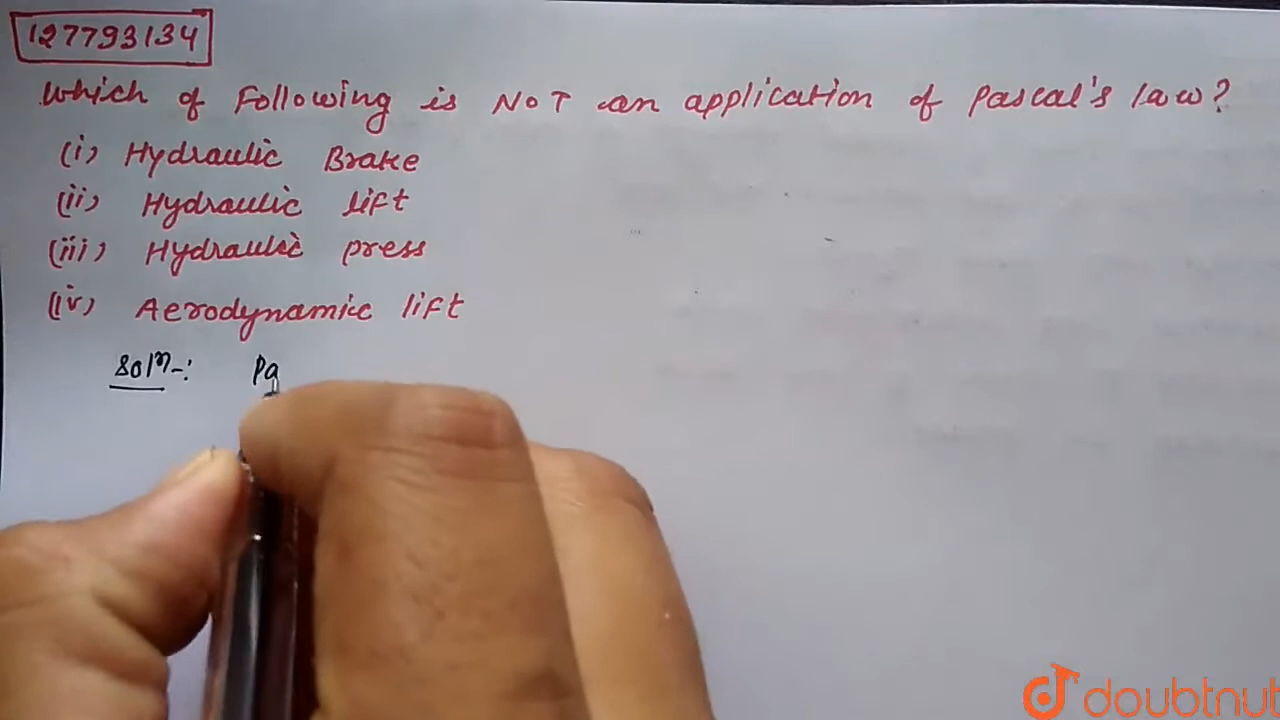 127793134
Which of Following is NOT an application of Pascal's law?
(i) Hydraulic Brake
(ii) Hydraulic lift
(iii) Hydraulic press
(iv) Aerodynamic lift
Solⁿ-: Pa
doubtnut